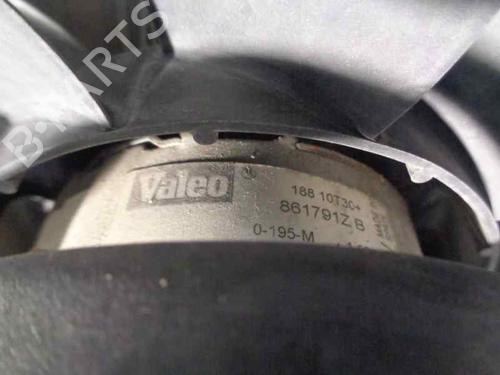 B-PARTS
Valeo
188 10T30+
861791Z B
0-195-M